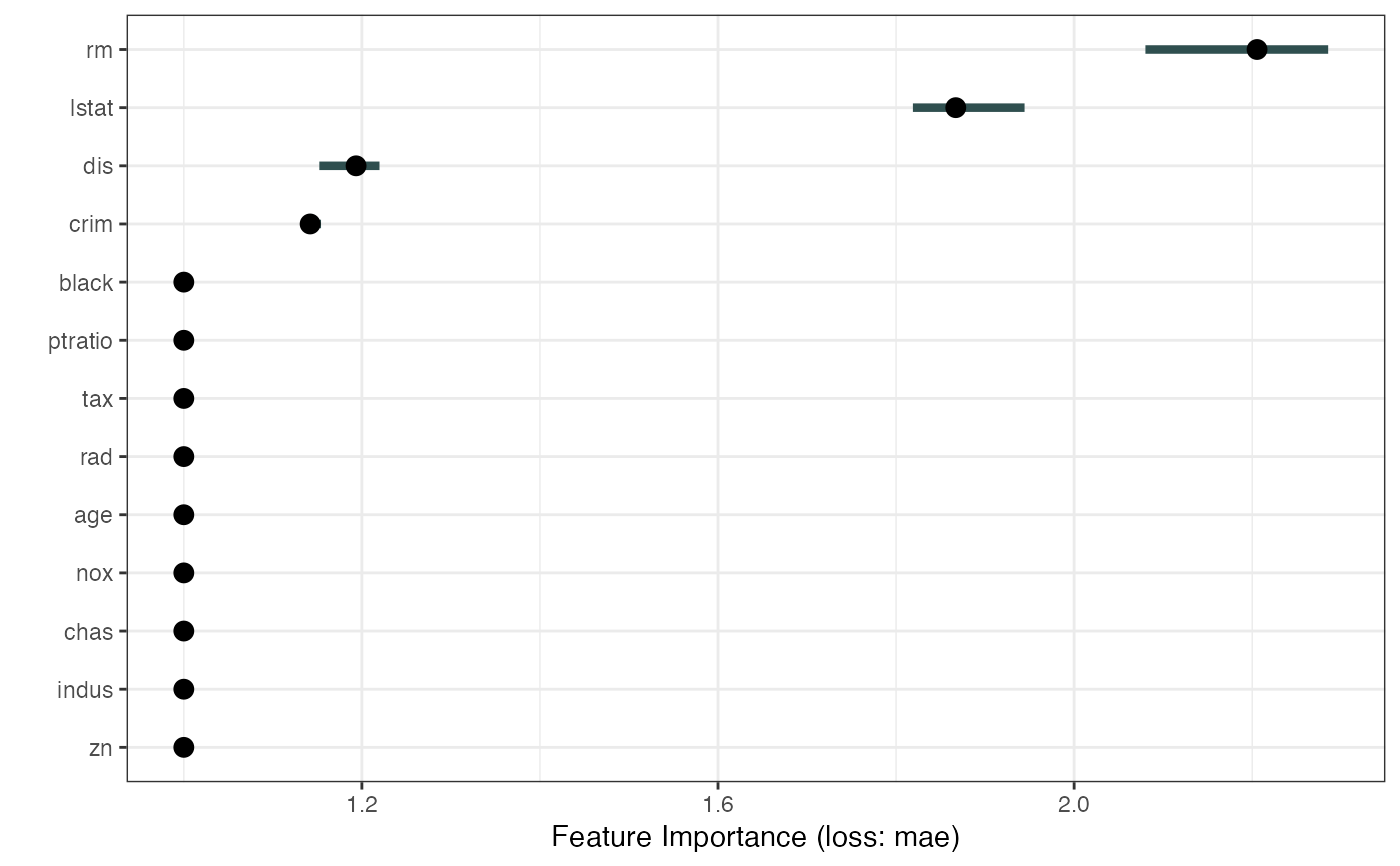 rm
lstat
dis
crim
black
ptratio
tax
rad
age
nox
chas
indus
zn
1.2 1.6 2.0
Feature Importance (loss: mae)